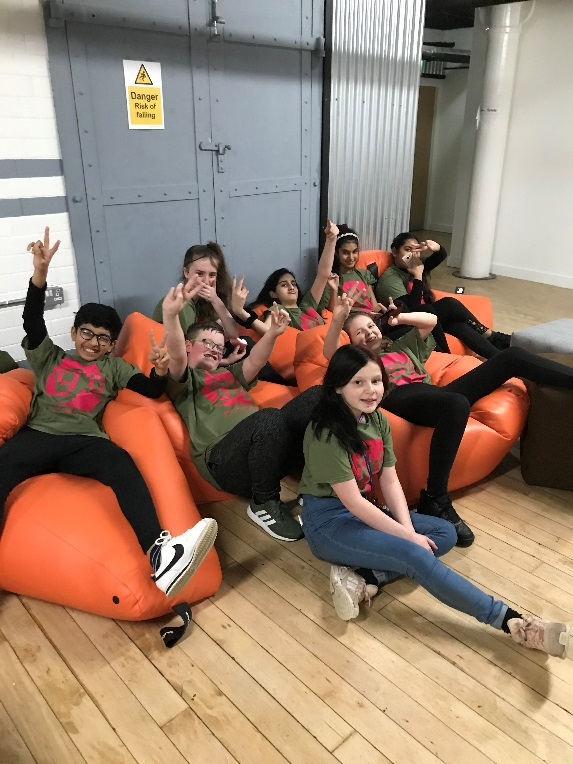 Danger
Risk of
falling